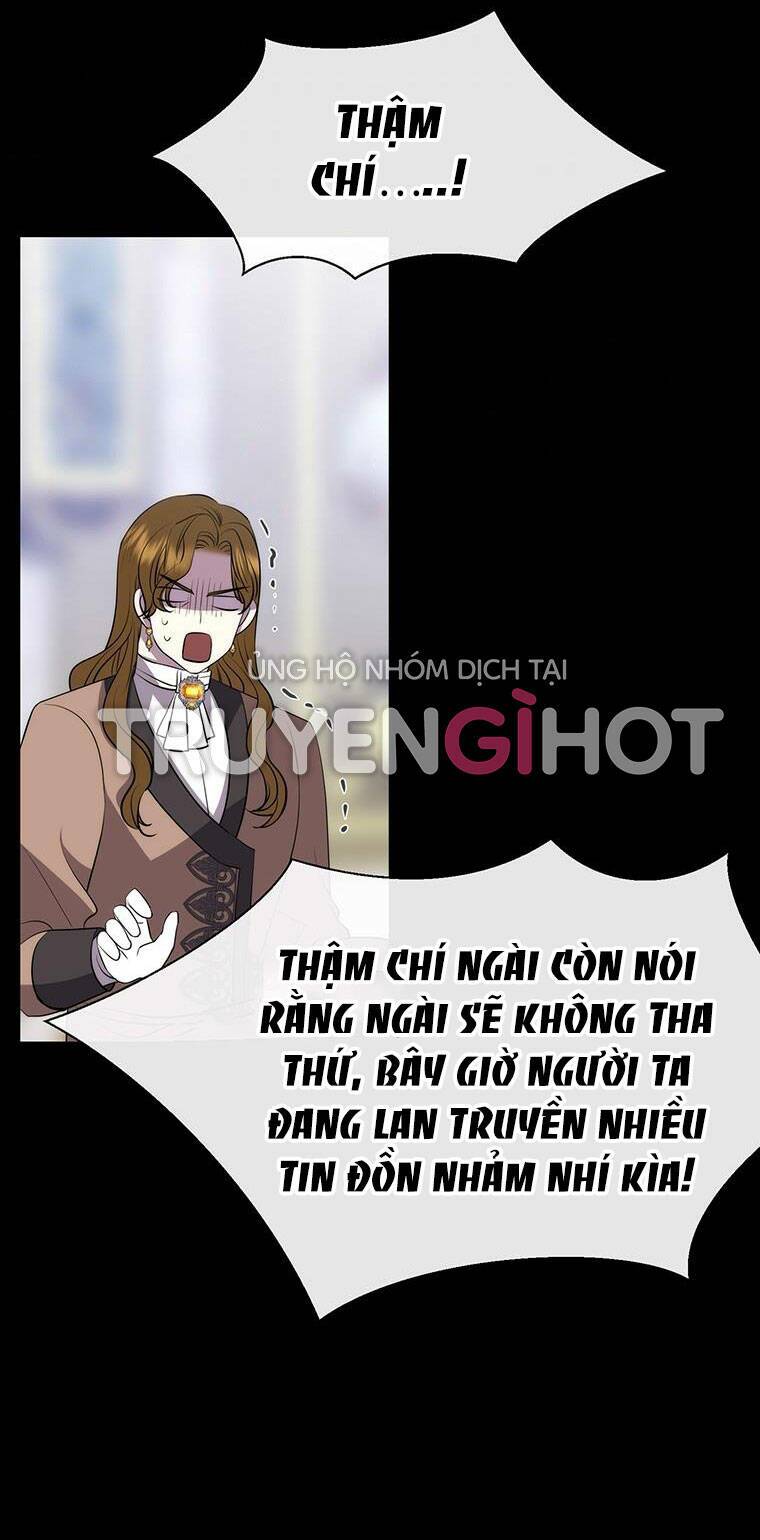 THẬM
CHÍ.....!
ỦNG HỘ NHÓM DỊCH TẠI
TRUYENGÌHOT
THẬM CHÍ NGÀI CÒN NÓI
RẰNG NGÀI SẼ KHÔNG THA
THỨ, BÂY GIỜ NGƯỜI TA
ĐANG LAN TRUYỀN NHIỀU
TIN ĐỒN NHẢM NHÍ KÌA!